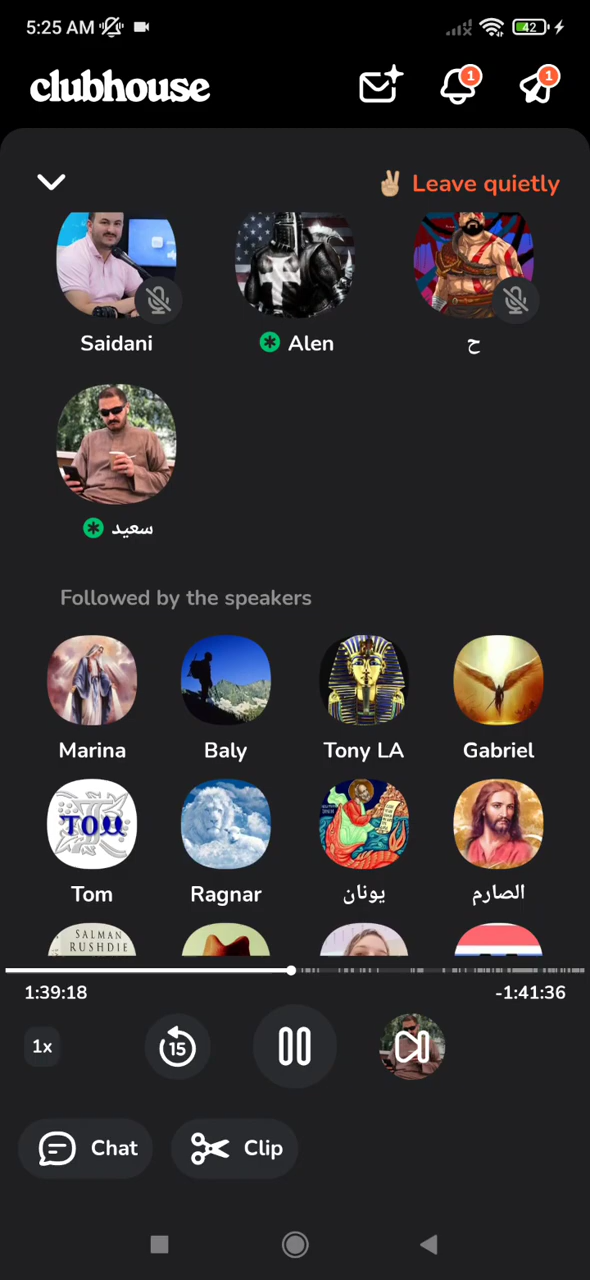 5:25 AM
42
clubhouse
1
1
✌🏼 Leave quietly
Saidani
Alen
ح
سعيد
Followed by the speakers
Marina
Baly
Tony LA
Gabriel
TOM
Tom
Ragnar
يونان
الصارم
SALMAN
RUSHDIE
1:39:18
-1:41:36
1x
15
Chat
Clip